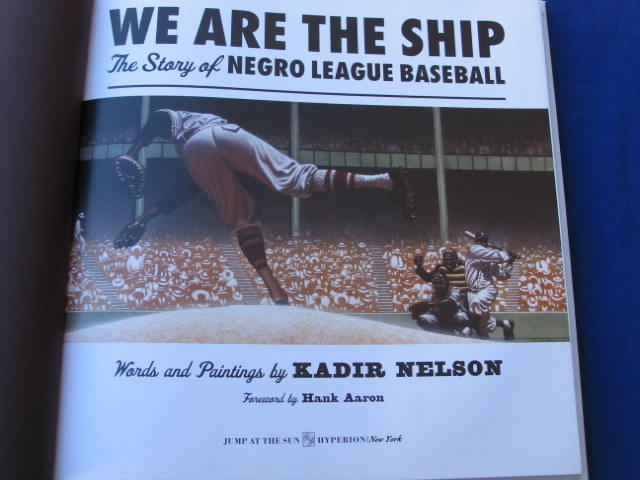 WE ARE THE SHIP
The Story of NEGRO LEAGUE BASEBALL
Words and Paintings by KADIR NELSON
Foreword by Hank Aaron
JUMP AT THE SUN HYPERION/New York